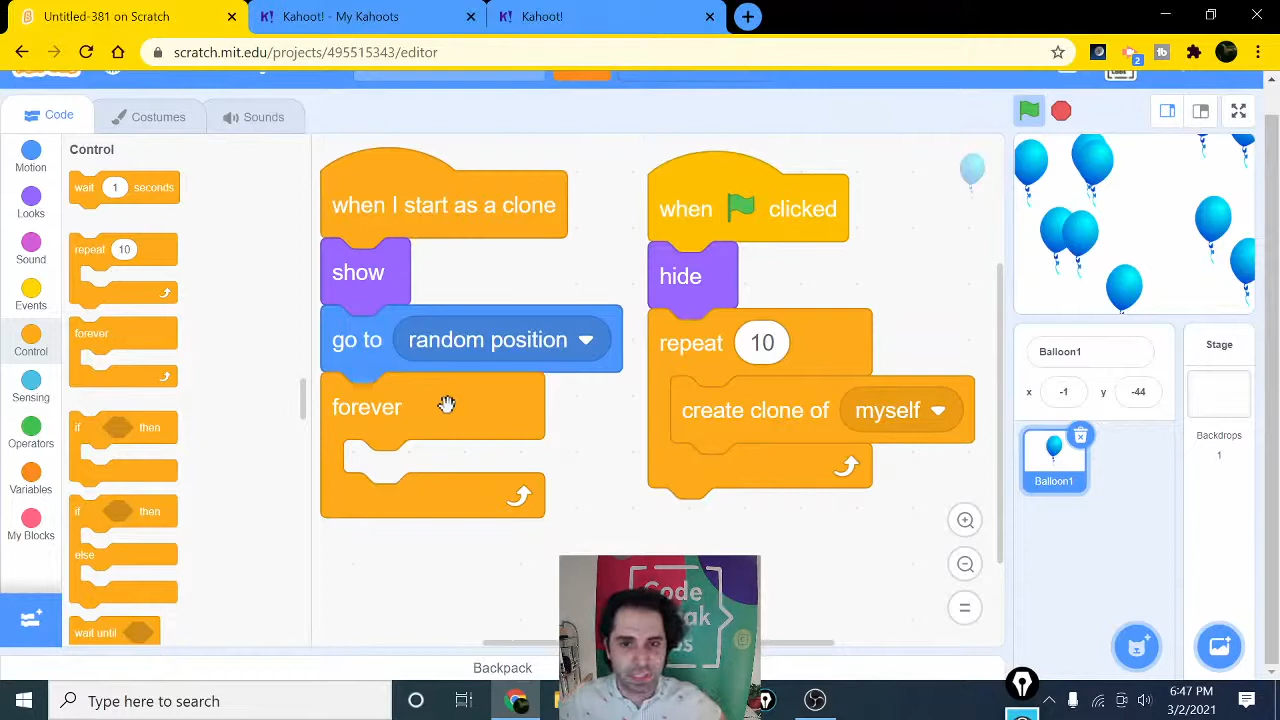 Untitled-381 on Scratch
Kahoot! - My Kahoots
K! Kahoot!
scratch.mit.edu/projects/495515343/editor
2
Code
Costumes
Sounds
Motion
Looks
Sound
Events
Control
Sensing
Operators
Variables
My Blocks
Control
wait 1 seconds
repeat 10
forever
if then
if then
else
wait until
when I start as a clone
show
go to random position
forever
when clicked
hide
repeat 10
create clone of myself
Balloon1
x -1 y -44
Balloon1
Stage
Backdrops
1
Backpack
Code
Type here to search
6:47 PM
3/2/2021